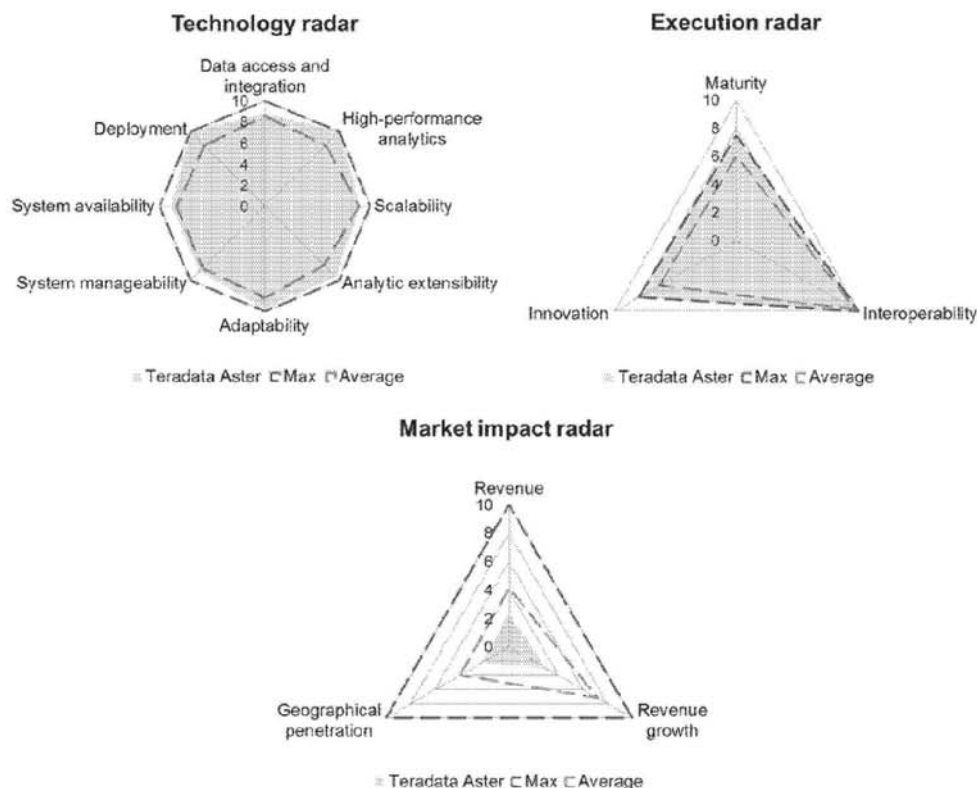 Technology radar
Data access and
integration
10
8
6
4
2
0
High-performance
analytics
Scalability
Analytic extensibility
Adaptability
System manageability
System availability
Deployment
Teradata Aster Max Average
Execution radar
Maturity
10
8
6
4
2
0
Innovation
Interoperability
Teradata Aster Max Average
Market impact radar
Revenue
10
8
6
4
2
0
Geographical
penetration
Revenue
growth
Teradata Aster Max Average